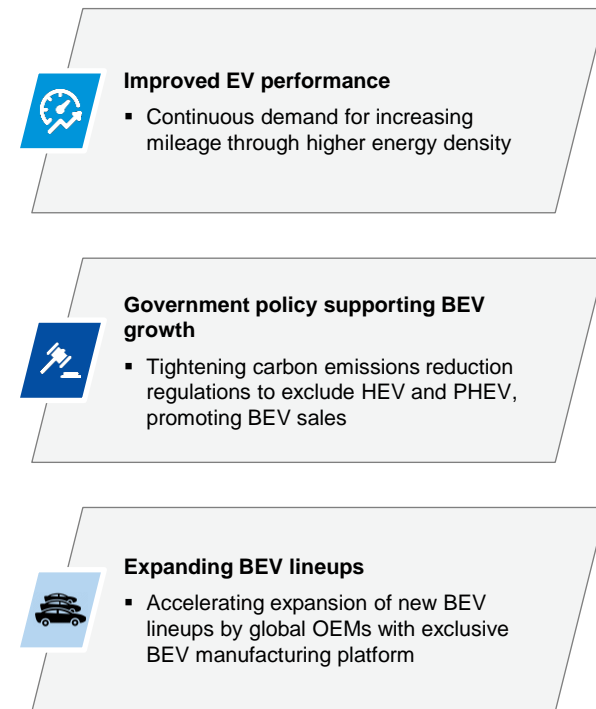 Improved EV performance
▪ Continuous demand for increasing
mileage through higher energy density
Government policy supporting BEV
growth
▪ Tightening carbon emissions reduction
regulations to exclude HEV and PHEV,
promoting BEV sales
Expanding BEV lineups
▪ Accelerating expansion of new BEV
lineups by global OEMs with exclusive
BEV manufacturing platform